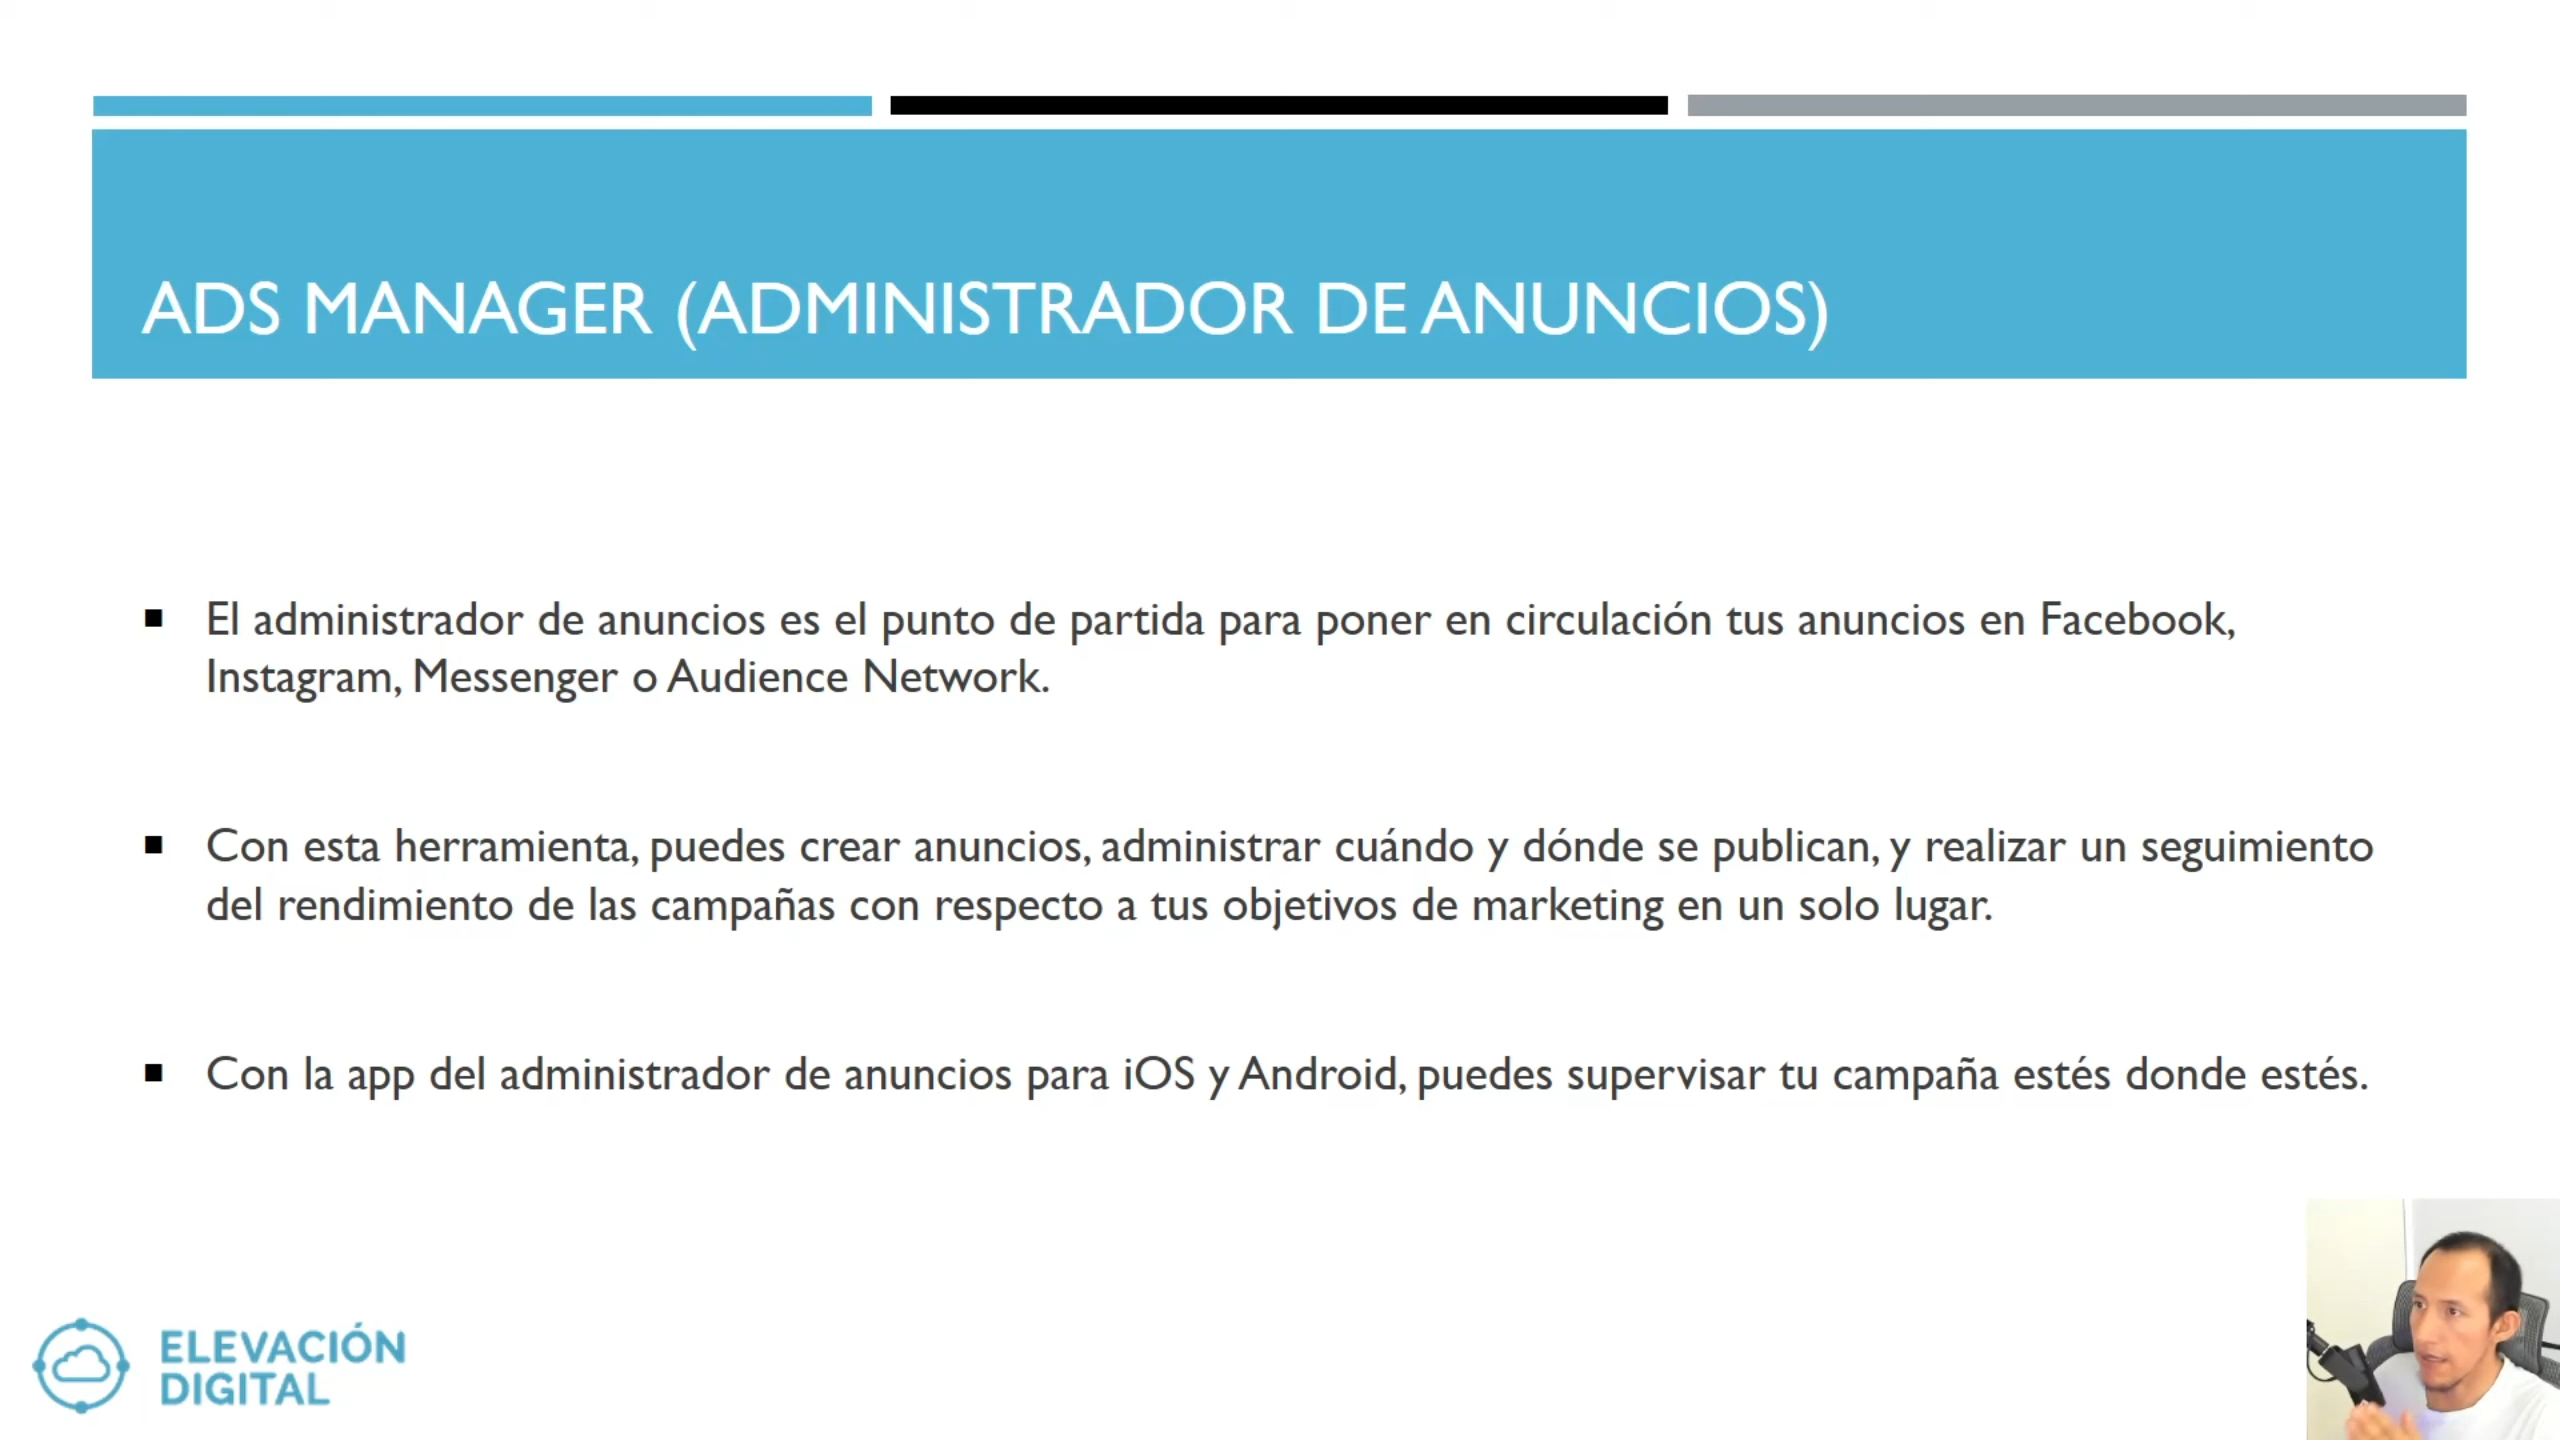 ADS MANAGER (ADMINISTRADOR DE ANUNCIOS)
El administrador de anuncios es el punto de partida para poner en circulación tus anuncios en Facebook,
Instagram, Messenger o Audience Network.
Con esta herramienta, puedes crear anuncios, administrar cuándo y dónde se publican, y realizar un seguimiento
del rendimiento de las campañas con respecto a tus objetivos de marketing en un solo lugar.
Con la app del administrador de anuncios para iOS y Android, puedes supervisar tu campaña estés donde estés.
ELEVACIÓN
DIGITAL